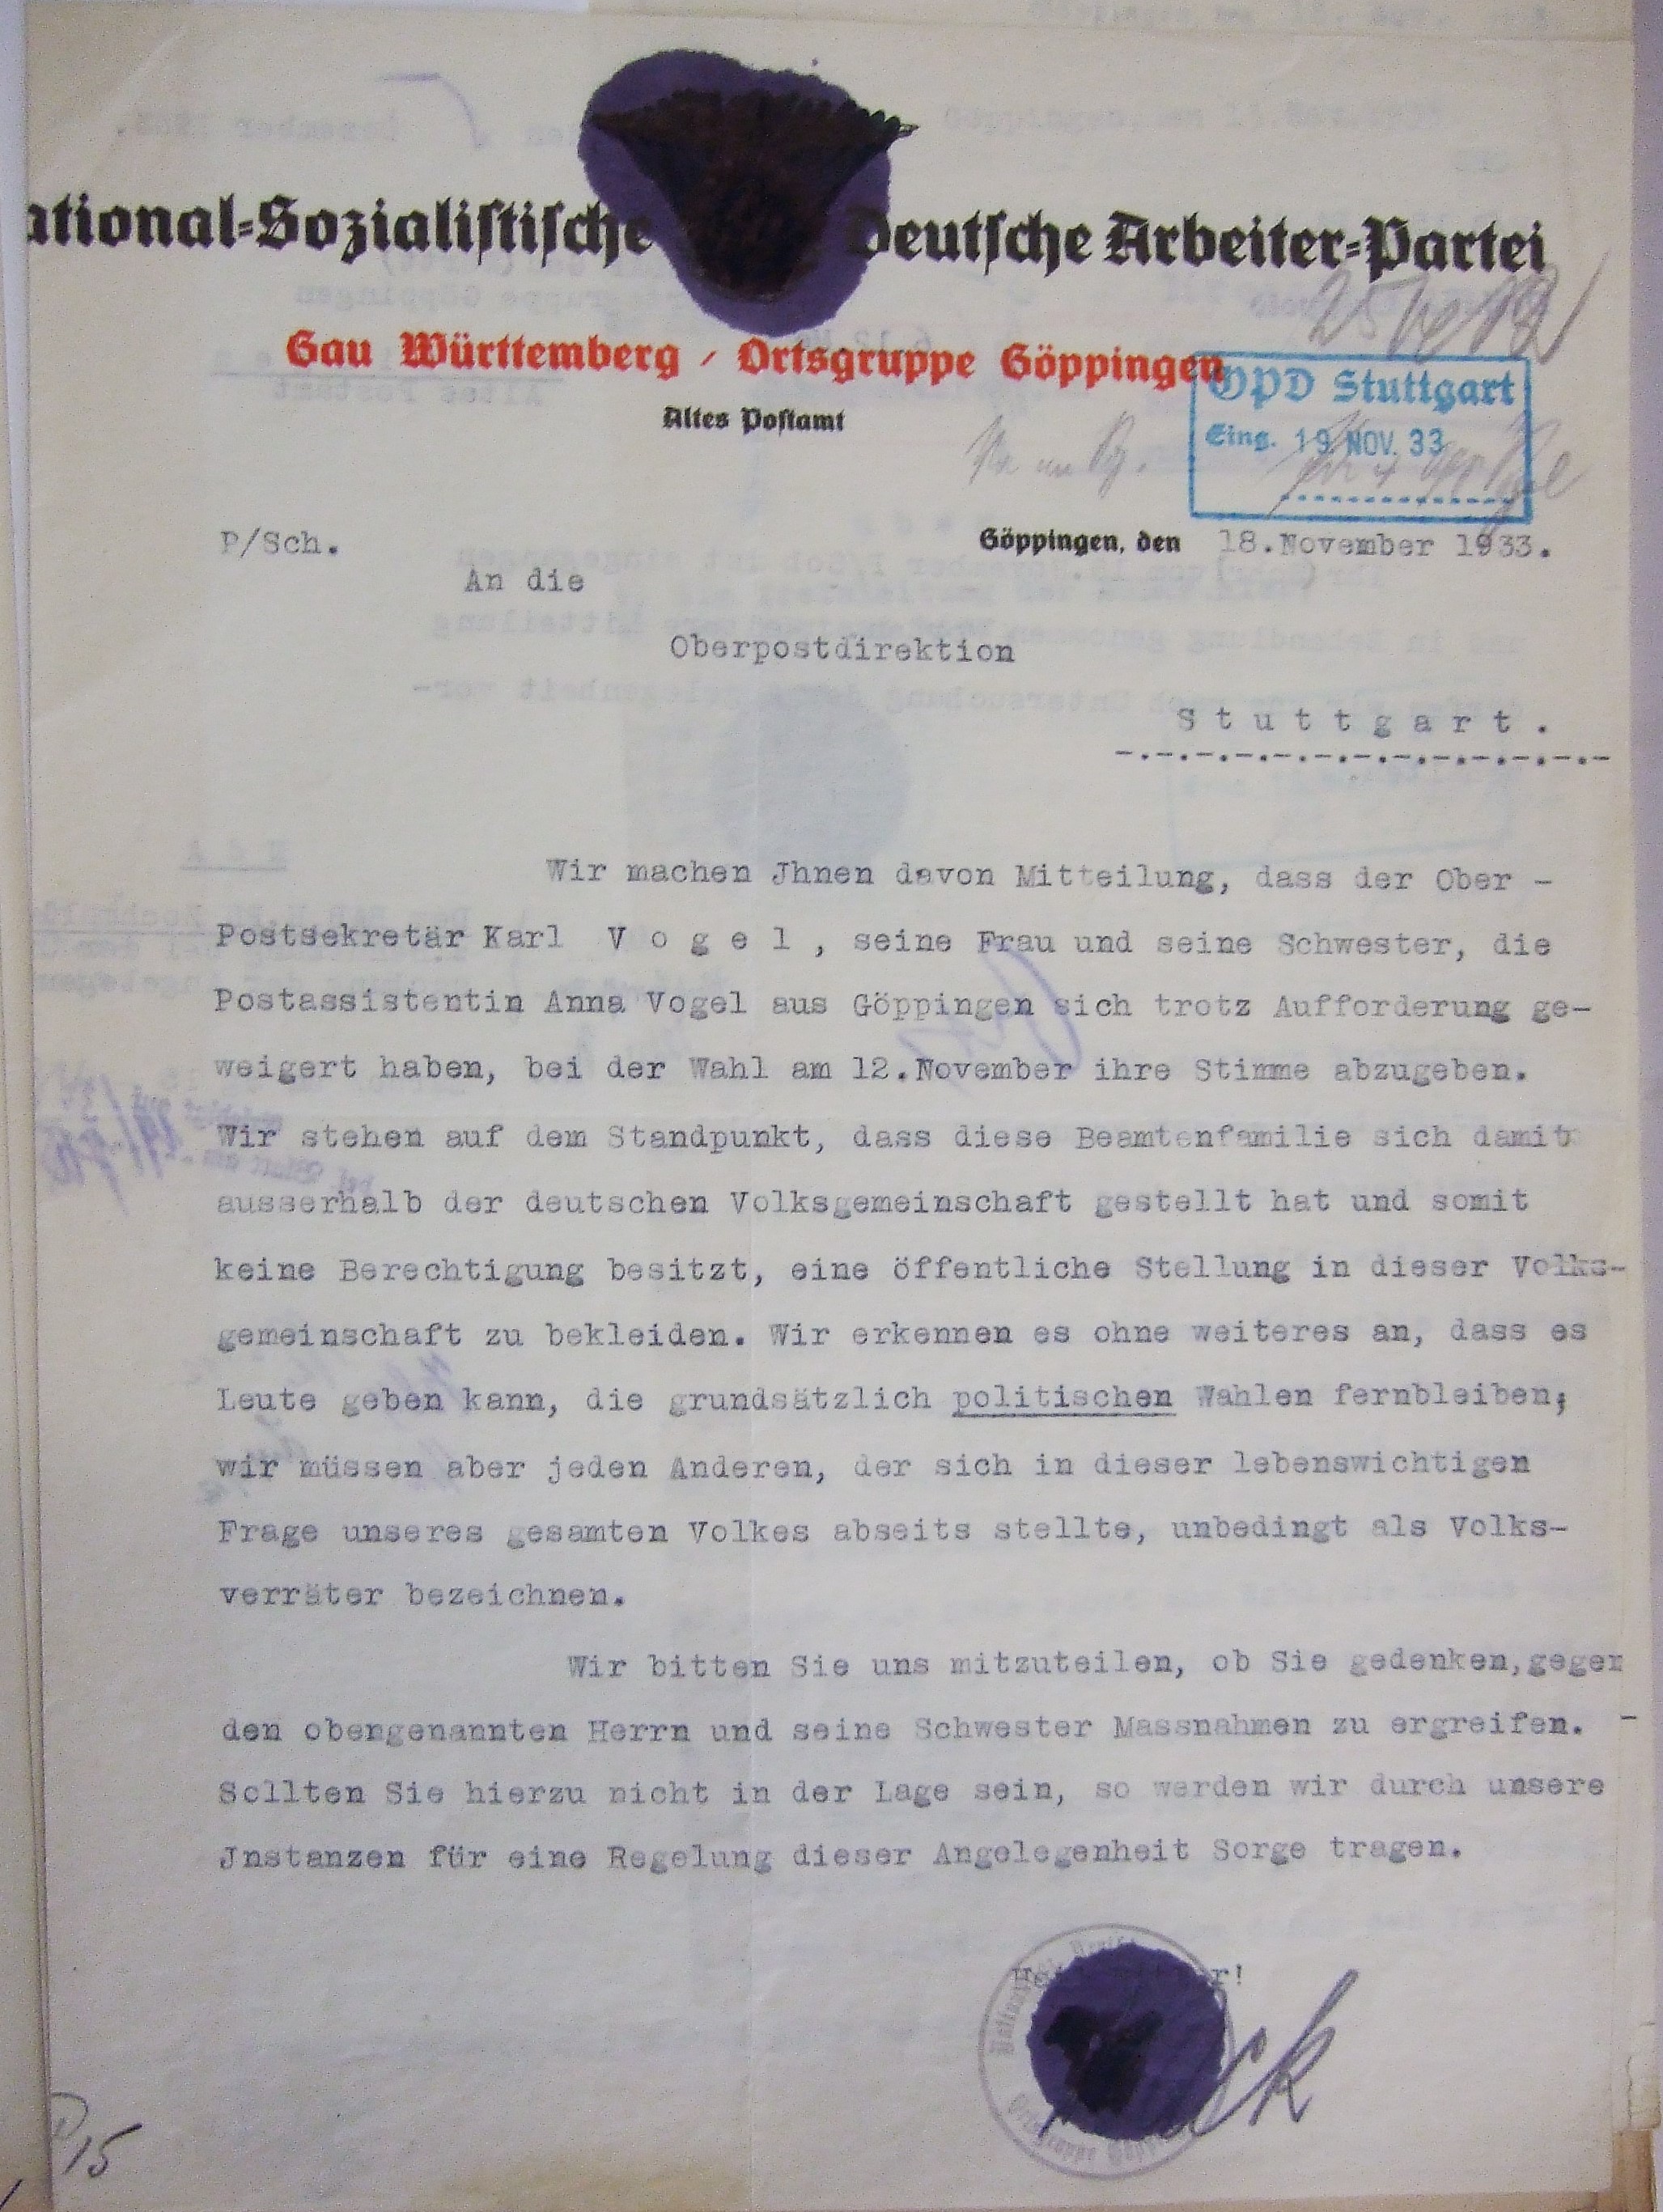 ational-Sozialistische Deutsche Arbeiter-Partei
Gau Württemberg / Ortsgruppe Göppingen
Altes Postamt
OPD Stuttgart
Eing. 19. NOV. 33
P/Sch.
Göppingen, den 18.November 1933.
An die
Oberpostdirektion
S t u t t g a r t .
-.-.-.-.-.-.-.-.-.-.-.-.-
Wir machen Jhnen davon Mitteilung, dass der Ober -
Postsekretär Karl V o g e l , seine Frau und seine Schwester, die
Postassistentin Anna Vogel aus Göppingen sich trotz Aufforderung ge-
weigert haben, bei der Wahl am 12.November ihre Stimme abzugeben.
Wir stehen auf dem Standpunkt, dass diese Beamtenfamilie sich damit
ausserhalb der deutschen Volksgemeinschaft gestellt hat und somit
keine Berechtigung besitzt, eine öffentliche Stellung in dieser Volks-
gemeinschaft zu bekleiden. Wir erkennen es ohne weiteres an, dass es
Leute geben kann, die grundsätzlich politischen Wahlen fernbleiben;
wir müssen aber jeden Anderen, der sich in dieser lebenswichtigen
Frage unseres gesamten Volkes abseits stellte, unbedingt als Volks-
verräter bezeichnen.
Wir bitten Sie uns mitzuteilen, ob Sie gedenken,gegen
den obengenannten Herrn und seine Schwester Massnahmen zu ergreifen. -
Sollten Sie hierzu nicht in der Lage sein, so werden wir durch unsere
Jnstanzen für eine Regelung dieser Angelegenheit Sorge tragen.
r!
Ortsgruppe
15